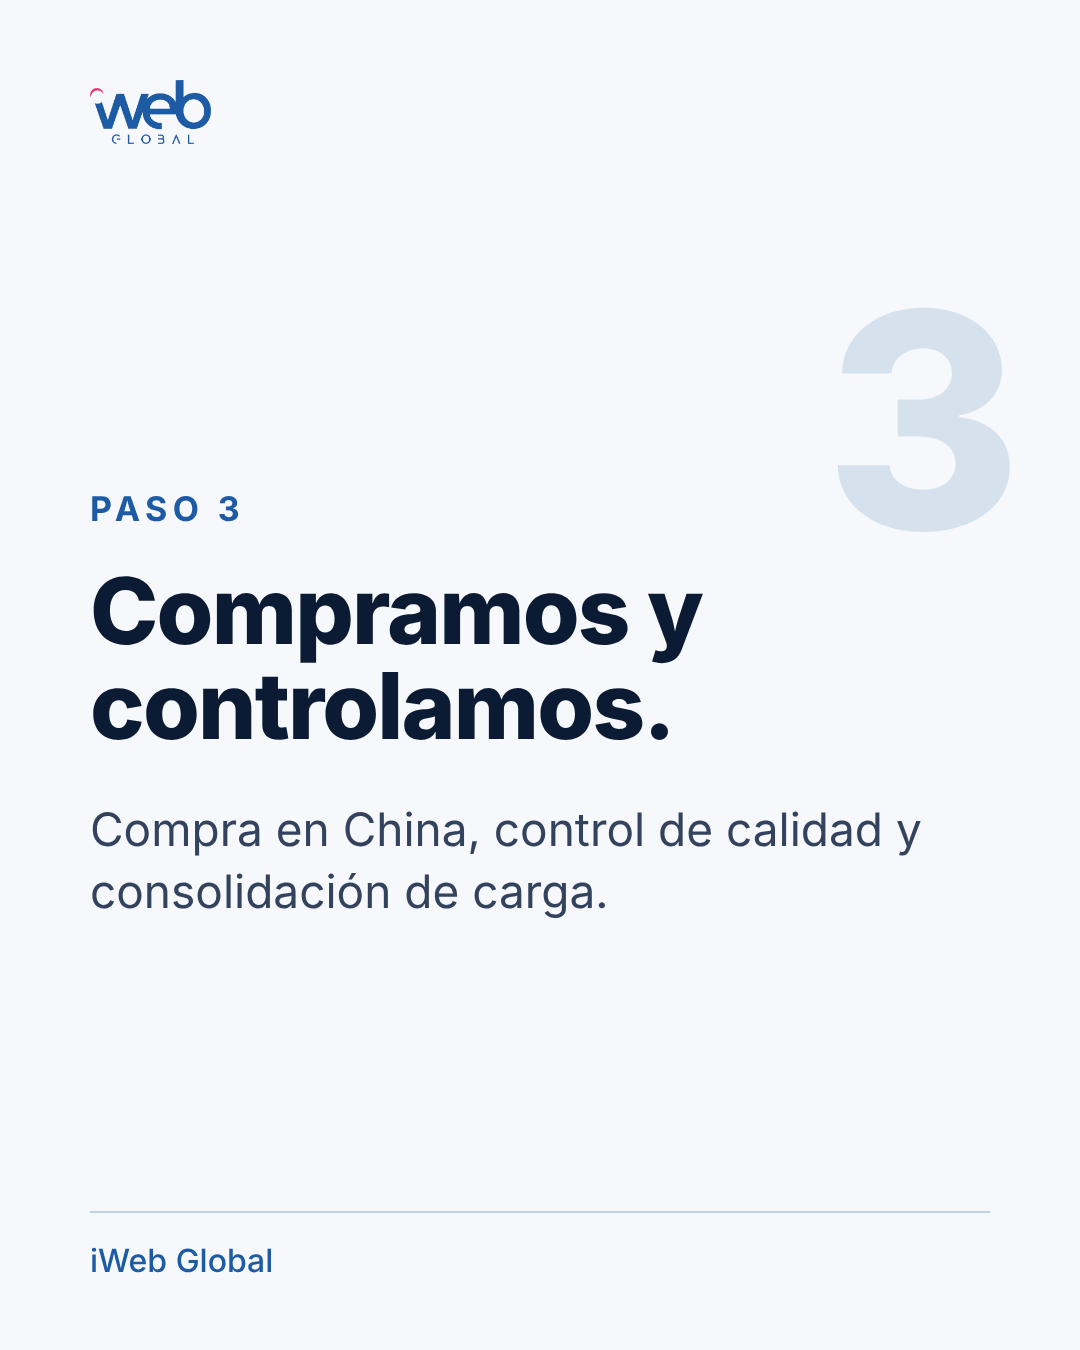 iweb
GLOBAL
3
PASO 3
Compramos y
controlamos.
Compra en China, control de calidad y
consolidación de carga.
iWeb Global